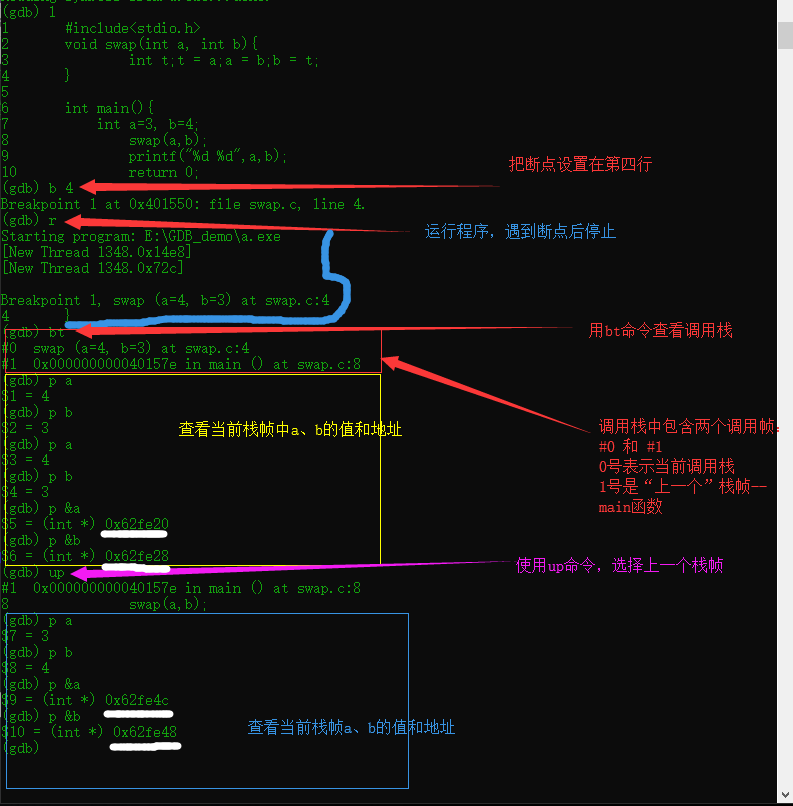 (gdb) l
1 #include<stdio.h>
2 void swap(int a, int b){
3 int t;t = a;a = b;b = t;
4 }
5
6 int main(){
7 int a=3, b=4;
8 swap(a,b);
9 printf("%d %d",a,b);
10 return 0;
把断点设置在第四行
(gdb) b 4
Breakpoint 1 at 0x401550: file swap.c, line 4.
(gdb) r
运行程序，遇到断点后停止
Starting program: E:\GDB_demo\a.exe
[New Thread 1348.0x14e8]
[New Thread 1348.0x72c]
Breakpoint 1, swap (a=4, b=3) at swap.c:4
4 }
(gdb) bt
用bt命令查看调用栈
#0 swap (a=4, b=3) at swap.c:4
#1 0x000000000040157e in main () at swap.c:8
调用栈中包含两个调用帧：
#0 和 #1
0号表示当前调用栈
1号是“上一个”栈帧--
main函数
(gdb) p a
$1 = 4
(gdb) p b
$2 = 3
查看当前栈帧中a、b的值和地址
(gdb) p a
$3 = 4
(gdb) p b
$4 = 3
(gdb) p &a
$5 = (int *) 0x62fe20
(gdb) p &b
$6 = (int *) 0x62fe28
(gdb) up
使用up命令，选择上一个栈帧
#1 0x000000000040157e in main () at swap.c:8
8 swap(a,b);
(gdb) p a
$7 = 3
(gdb) p b
$8 = 4
(gdb) p &a
$9 = (int *) 0x62fe4c
(gdb) p &b
查看当前栈帧a、b的值和地址
$10 = (int *) 0x62fe48
(gdb)